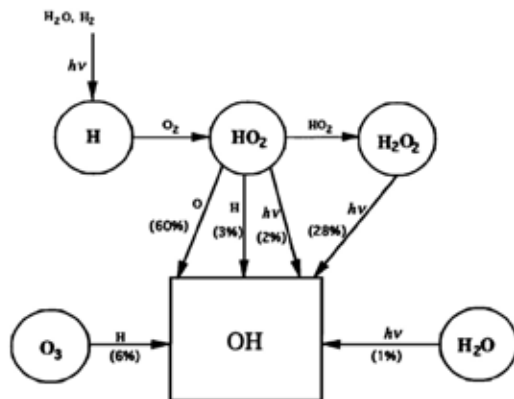 H₂O, H₂
hν
H
O₂
HO₂
HO₂
H₂O₂
O
(60%)
H
(3%)
hν
(2%)
hν
(28%)
O₃
H
(6%)
OH
hν
(1%)
H₂O